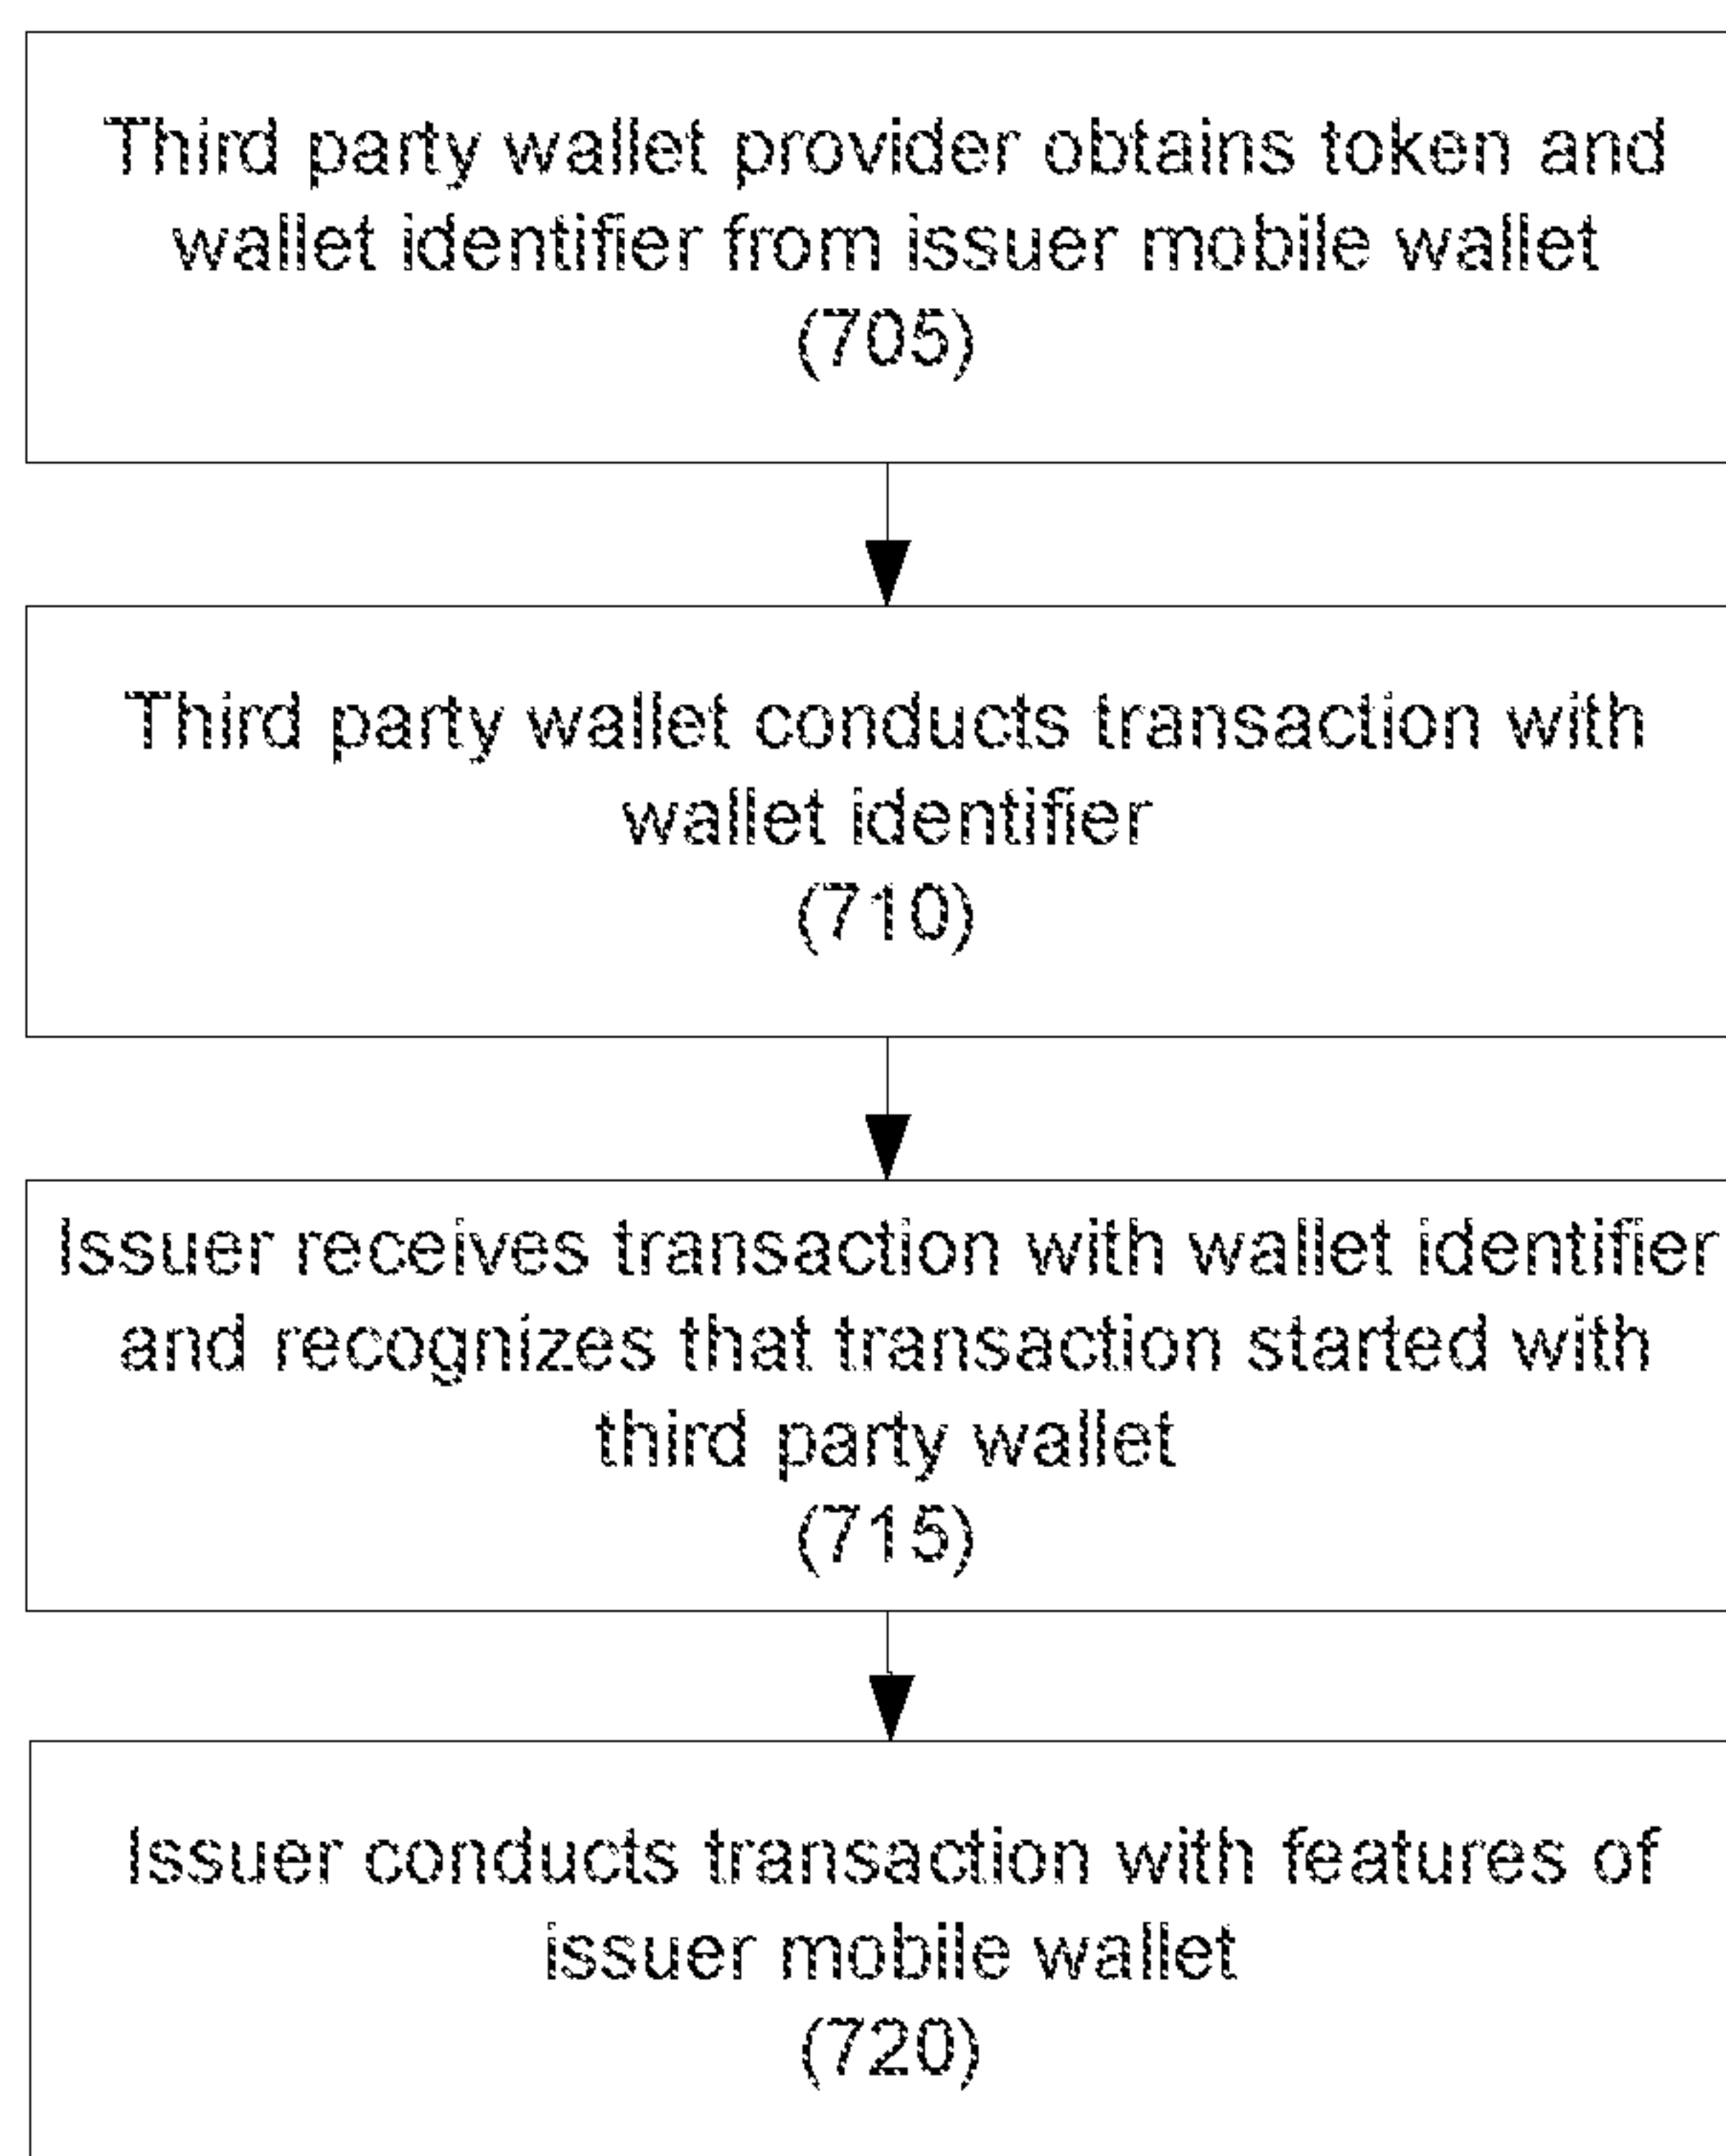 Third party wallet provider obtains token and
wallet identifier from issuer mobile wallet
(705)
Third party wallet conducts transaction with
wallet identifier
(710)
Issuer receives transaction with wallet identifier
and recognizes that transaction started with
third party wallet
(715)
Issuer conducts transaction with features of
issuer mobile wallet
(720)